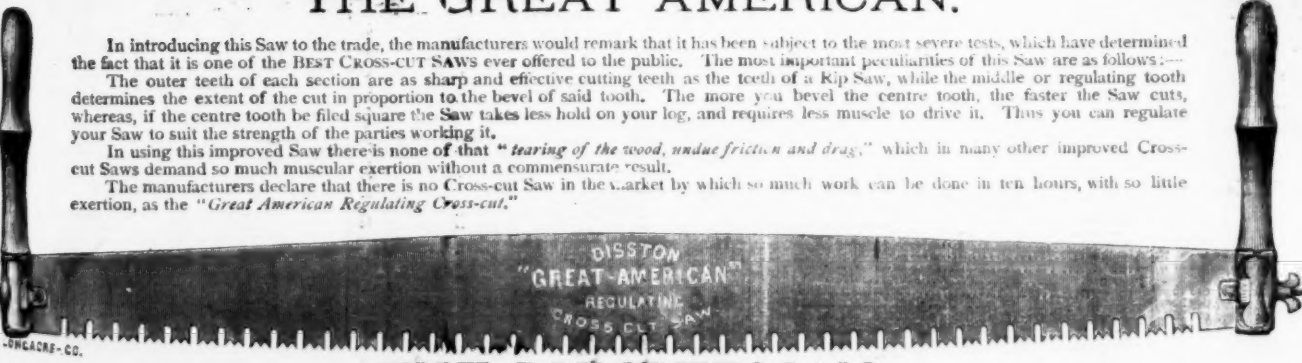 THE GREAT AMERICAN.
In introducing this Saw to the trade, the manufacturers would remark that it has been subject to the most severe tests, which have determined
the fact that it is one of the BEST CROSS-CUT SAWS ever offered to the public. The most important peculiarities of this Saw are as follows:—
The outer teeth of each section are as sharp and effective cutting teeth as the teeth of a Rip Saw, while the middle or regulating tooth
determines the extent of the cut in proportion to the bevel of said tooth. The more you bevel the centre tooth, the faster the Saw cuts,
whereas, if the centre tooth be filed square the Saw takes less hold on your log, and requires less muscle to drive it. Thus you can regulate
your Saw to suit the strength of the parties working it.
In using this improved Saw there is none of that "tearing of the wood, undue friction and drag," which in many other improved Cross-
cut Saws demand so much muscular exertion without a commensurate result.
The manufacturers declare that there is no Cross-cut Saw in the market by which so much work can be done in ten hours, with so little
exertion, as the "Great American Regulating Cross-cut."
DISSTON
"GREAT-AMERICAN"
REGULATING
CROSS CUT SAW